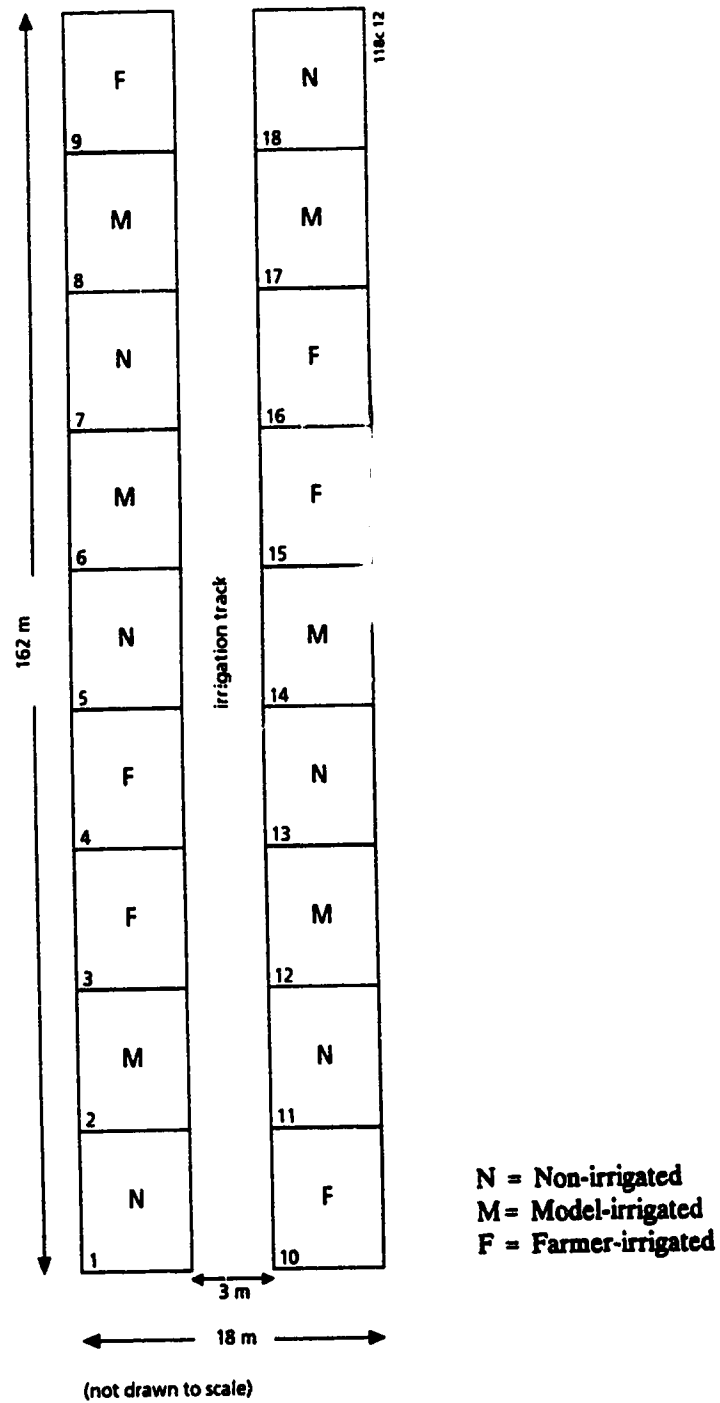 118c 12
F
9
N
18
M
8
M
17
N
7
F
16
M
6
F
15
N
5
M
14
F
4
N
13
F
3
M
12
M
2
N
11
N
1
F
10
162 m
irrigation track
3 m
18 m
(not drawn to scale)
N = Non-irrigated
M= Model-irrigated
F = Farmer-irrigated